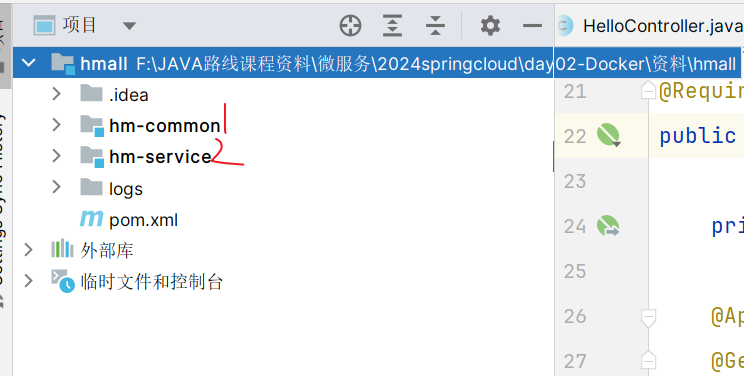 项目
HelloController.java
hmall F:\JAVA路线课程资料\微服务\2024springcloud\day02-Docker\资料\hmall
.idea
hm-common 1
hm-service 2
logs
pom.xml
外部库
临时文件和控制台
21 @Requir
22 public
23
24 pri
25
26 @Ap
27 @Ge